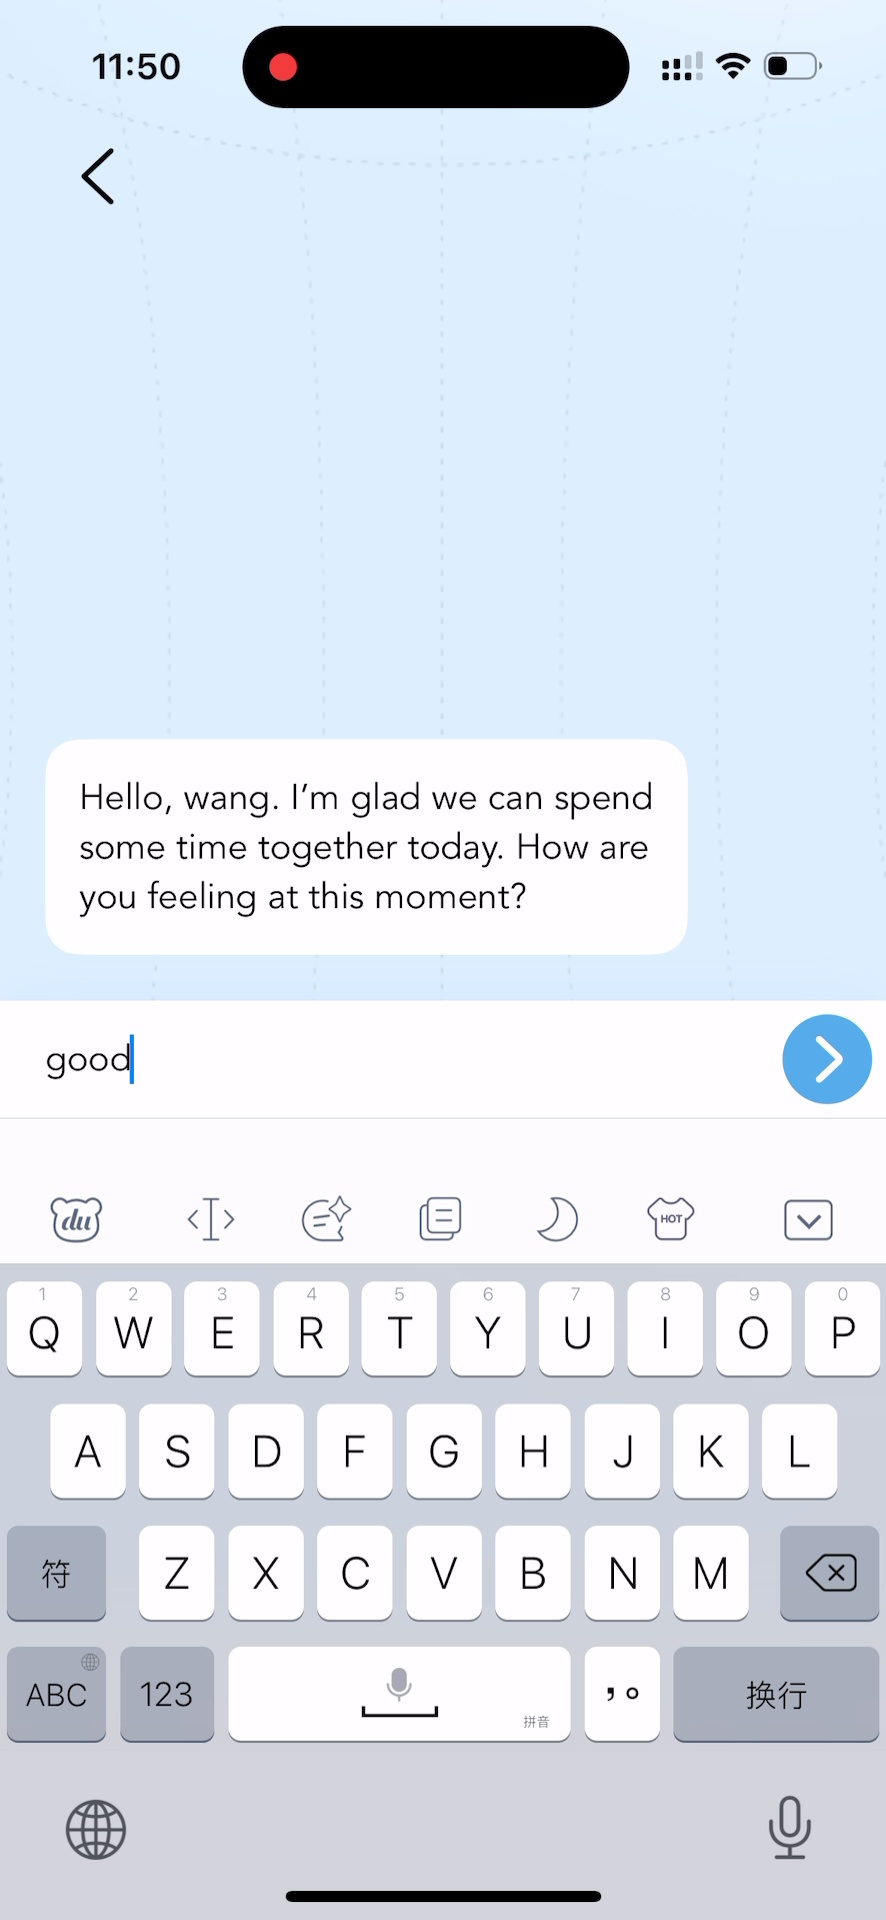 11:50
Hello, wang. I’m glad we can spend
some time together today. How are
you feeling at this moment?
good
du
HOT
1 2 3 4 5 6 7 8 9 0
Q W E R T Y U I O P
A S D F G H J K L
符 Z X C V B N M
ABC 123 拼音 ，。 换行